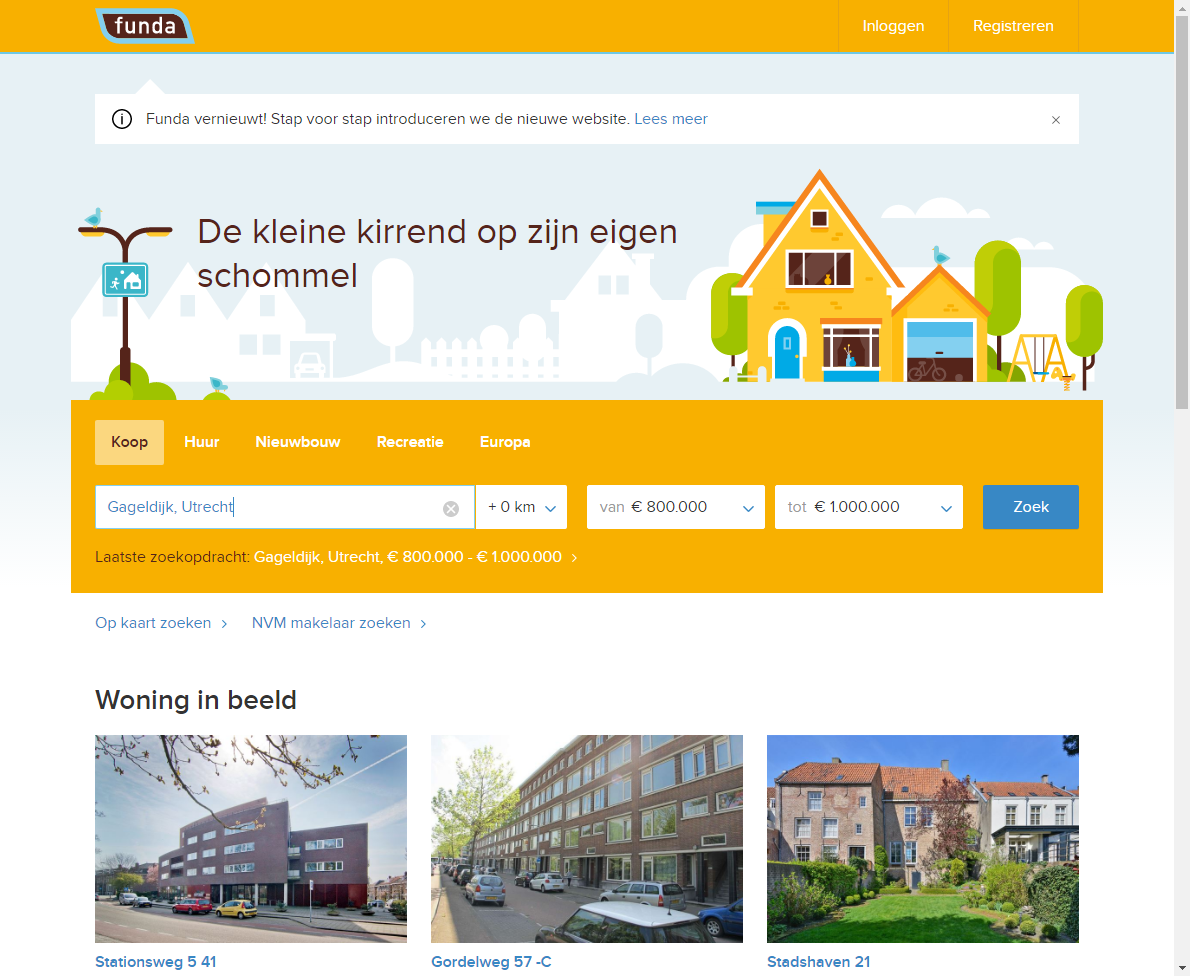 funda
Inloggen
Registreren
Funda vernieuwt! Stap voor stap introduceren we de nieuwe website. Lees meer
De kleine kirrend op zijn eigen
schommel
Koop
Huur
Nieuwbouw
Recreatie
Europa
Gageldijk, Utrecht
+ 0 km
van € 800.000
tot € 1.000.000
Zoek
Laatste zoekopdracht: Gageldijk, Utrecht, € 800.000 - € 1.000.000
Op kaart zoeken
NVM makelaar zoeken
Woning in beeld
Stationsweg 5 41
Gordelweg 57 -C
Stadshaven 21